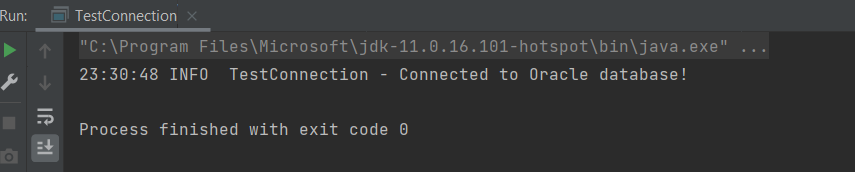 Run: TestConnection
"C:\Program Files\Microsoft\jdk-11.0.16.101-hotspot\bin\java.exe" ...
23:30:48 INFO  TestConnection - Connected to Oracle database!
Process finished with exit code 0